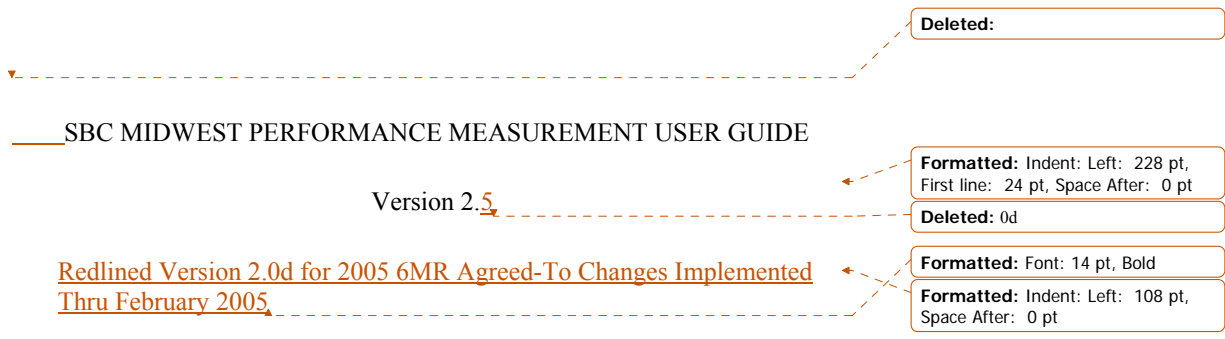 Deleted:
SBC MIDWEST PERFORMANCE MEASUREMENT USER GUIDE
Formatted: Indent: Left: 228 pt,
First line: 24 pt, Space After: 0 pt
Version 2.5
Deleted: 0d
Redlined Version 2.0d for 2005 6MR Agreed-To Changes Implemented
Thru February 2005
Formatted: Font: 14 pt, Bold
Formatted: Indent: Left: 108 pt,
Space After: 0 pt